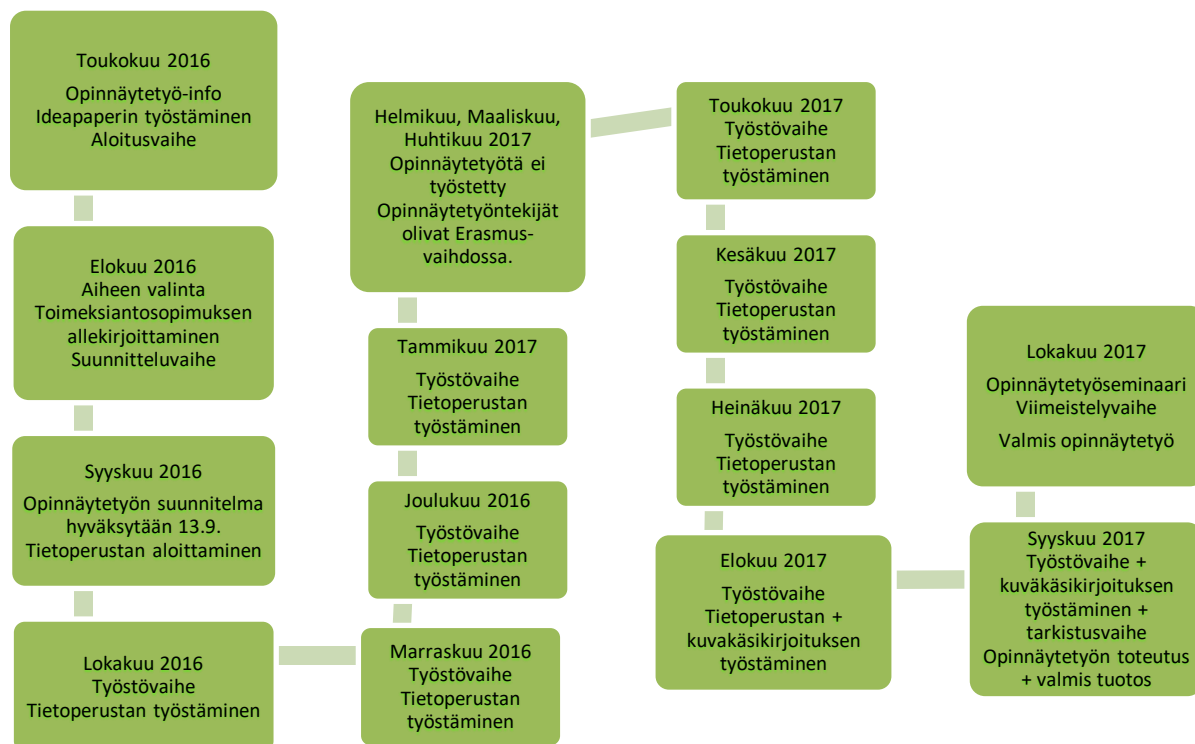 Toukokuu 2016
Opinnäytetyö-info
Ideapaperin työstäminen
Aloitusvaihe
Elokuu 2016
Aiheen valinta
Toimeksiantosopimuksen
allekirjoittaminen
Suunnitteluvaihe
Syyskuu 2016
Opinnäytetyön suunnitelma
hyväksytään 13.9.
Tietoperustan aloittaminen
Lokakuu 2016
Työstövaihe
Tietoperustan työstäminen
Marraskuu 2016
Työstövaihe
Tietoperustan
työstäminen
Joulukuu 2016
Työstövaihe
Tietoperustan
työstäminen
Tammikuu 2017
Työstövaihe
Tietoperustan
työstäminen
Helmikuu, Maaliskuu,
Huhtikuu 2017
Opinnäytetyötä ei
työstetty
Opinnäytetyöntekijät
olivat Erasmus-
vaihdossa.
Toukokuu 2017
Työstövaihe
Tietoperustan
työstäminen
Kesäkuu 2017
Työstövaihe
Tietoperustan
työstäminen
Heinäkuu 2017
Työstövaihe
Tietoperustan
työstäminen
Elokuu 2017
Työstövaihe
Tietoperustan +
kuvakäsikirjoituksen
työstäminen
Syyskuu 2017
Työstövaihe +
kuväkäsikirjoituksen
työstäminen +
tarkistusvaihe
Opinnäytetyön toteutus
+ valmis tuotos
Lokakuu 2017
Opinnäytetyöseminaari
Viimeistelyvaihe
Valmis opinnäytetyö